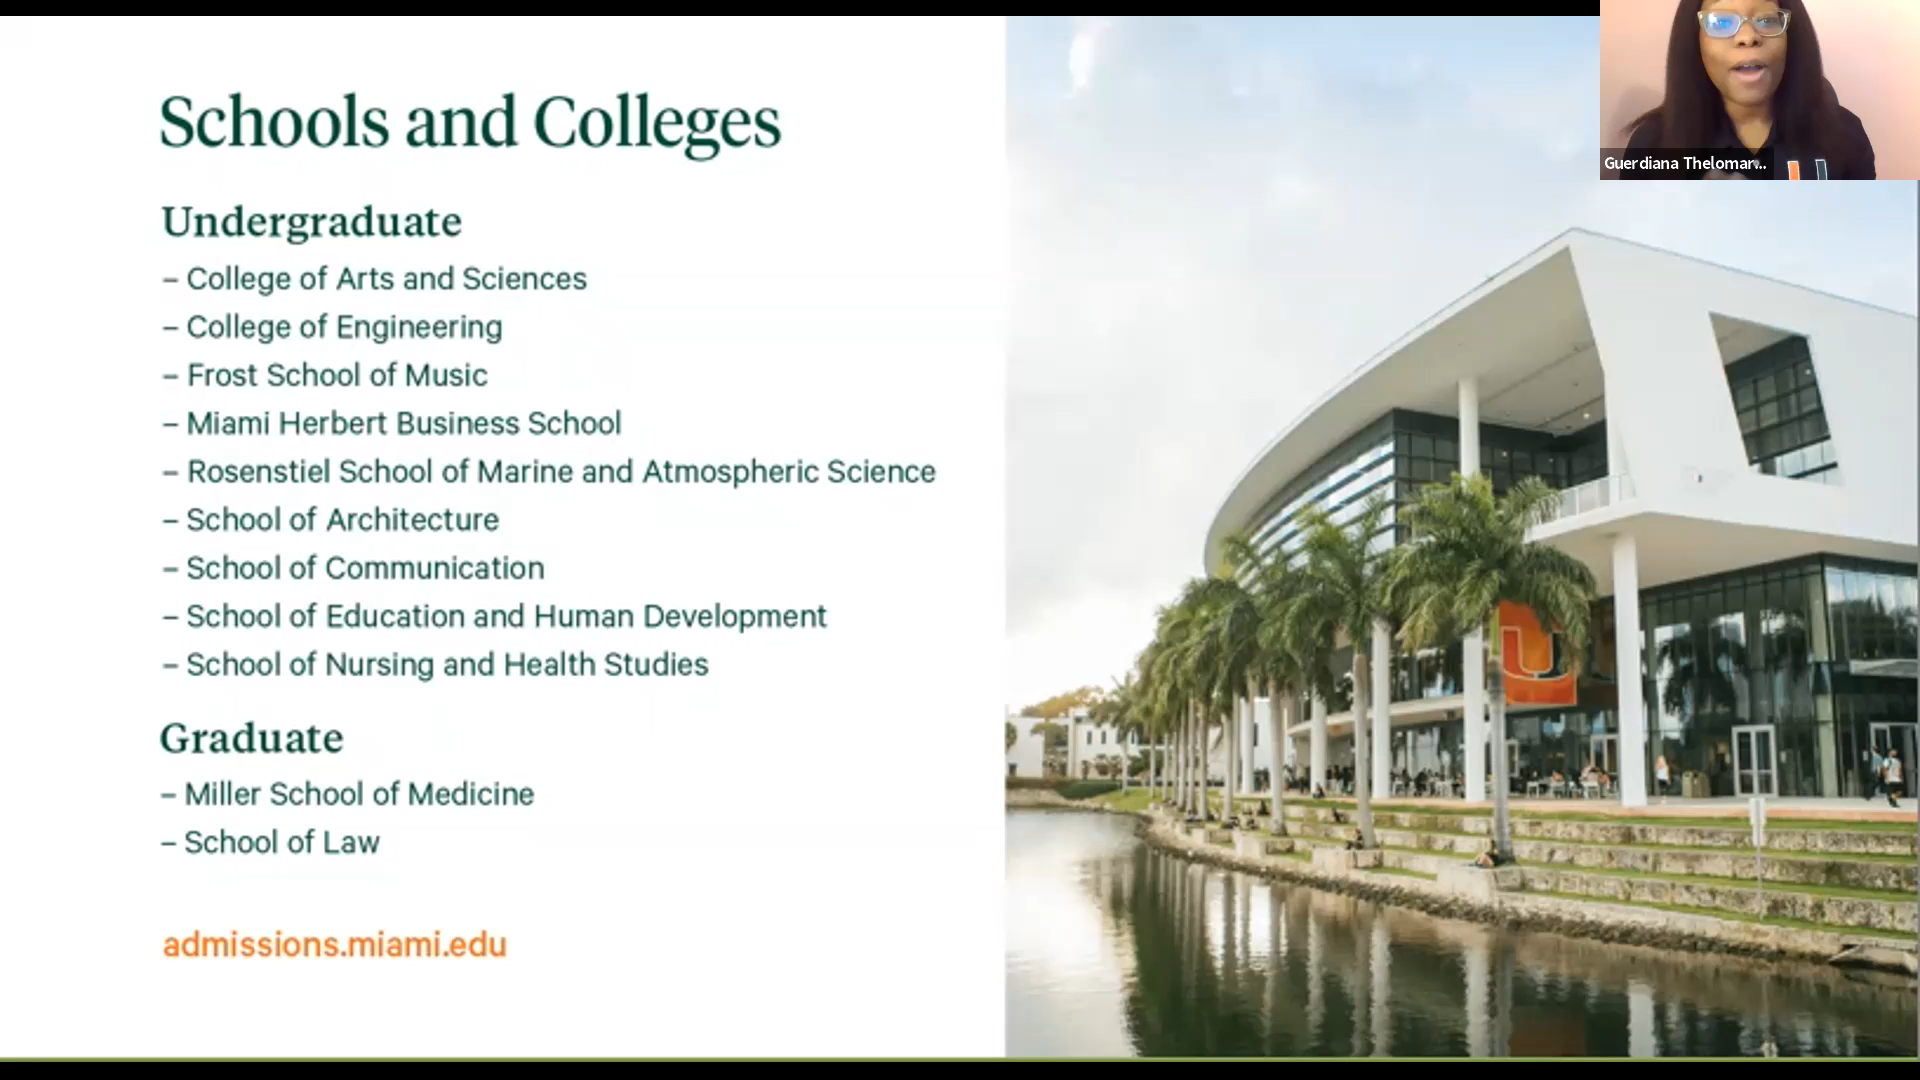 Schools and Colleges
Undergraduate
– College of Arts and Sciences
– College of Engineering
– Frost School of Music
– Miami Herbert Business School
– Rosenstiel School of Marine and Atmospheric Science
– School of Architecture
– School of Communication
– School of Education and Human Development
– School of Nursing and Health Studies
Graduate
– Miller School of Medicine
– School of Law
admissions.miami.edu
Guerdiana Thelomar...
U
U